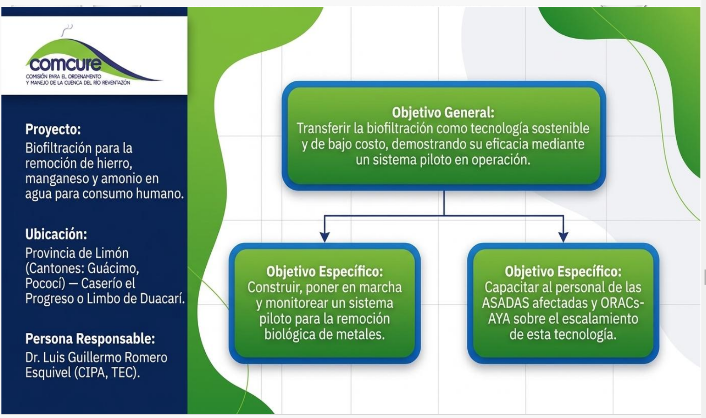 comcure
COMISIÓN PARA EL ORDENAMIENTO
Y MANEJO DE LA CUENCA DEL RÍO REVENTAZÓN
Proyecto:
Biofiltración para la
remoción de hierro,
manganeso y amonio en
agua para consumo humano.
Ubicación:
Provincia de Limón
(Cantones: Guácimo,
Pococí) — Caserío el
Progreso o Limbo de Duacarí.
Persona Responsable:
Dr. Luis Guillermo Romero
Esquivel (CIPA, TEC).
Objetivo General:
Transferir la biofiltración como tecnología sostenible
y de bajo costo, demostrando su eficacia mediante
un sistema piloto en operación.
Objetivo Específico:
Construir, poner en marcha
y monitorear un sistema
piloto para la remoción
biológica de metales.
Objetivo Específico:
Capacitar al personal de las
ASADAS afectadas y ORACs-
AYA sobre el escalamiento
de esta tecnología.